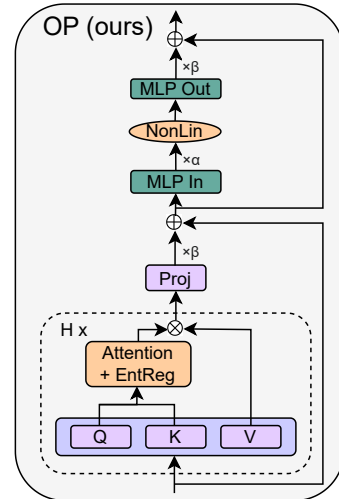 OP (ours)
×β
MLP Out
NonLin
×α
MLP In
×β
Proj
H x
Attention
+ EntReg
Q K V